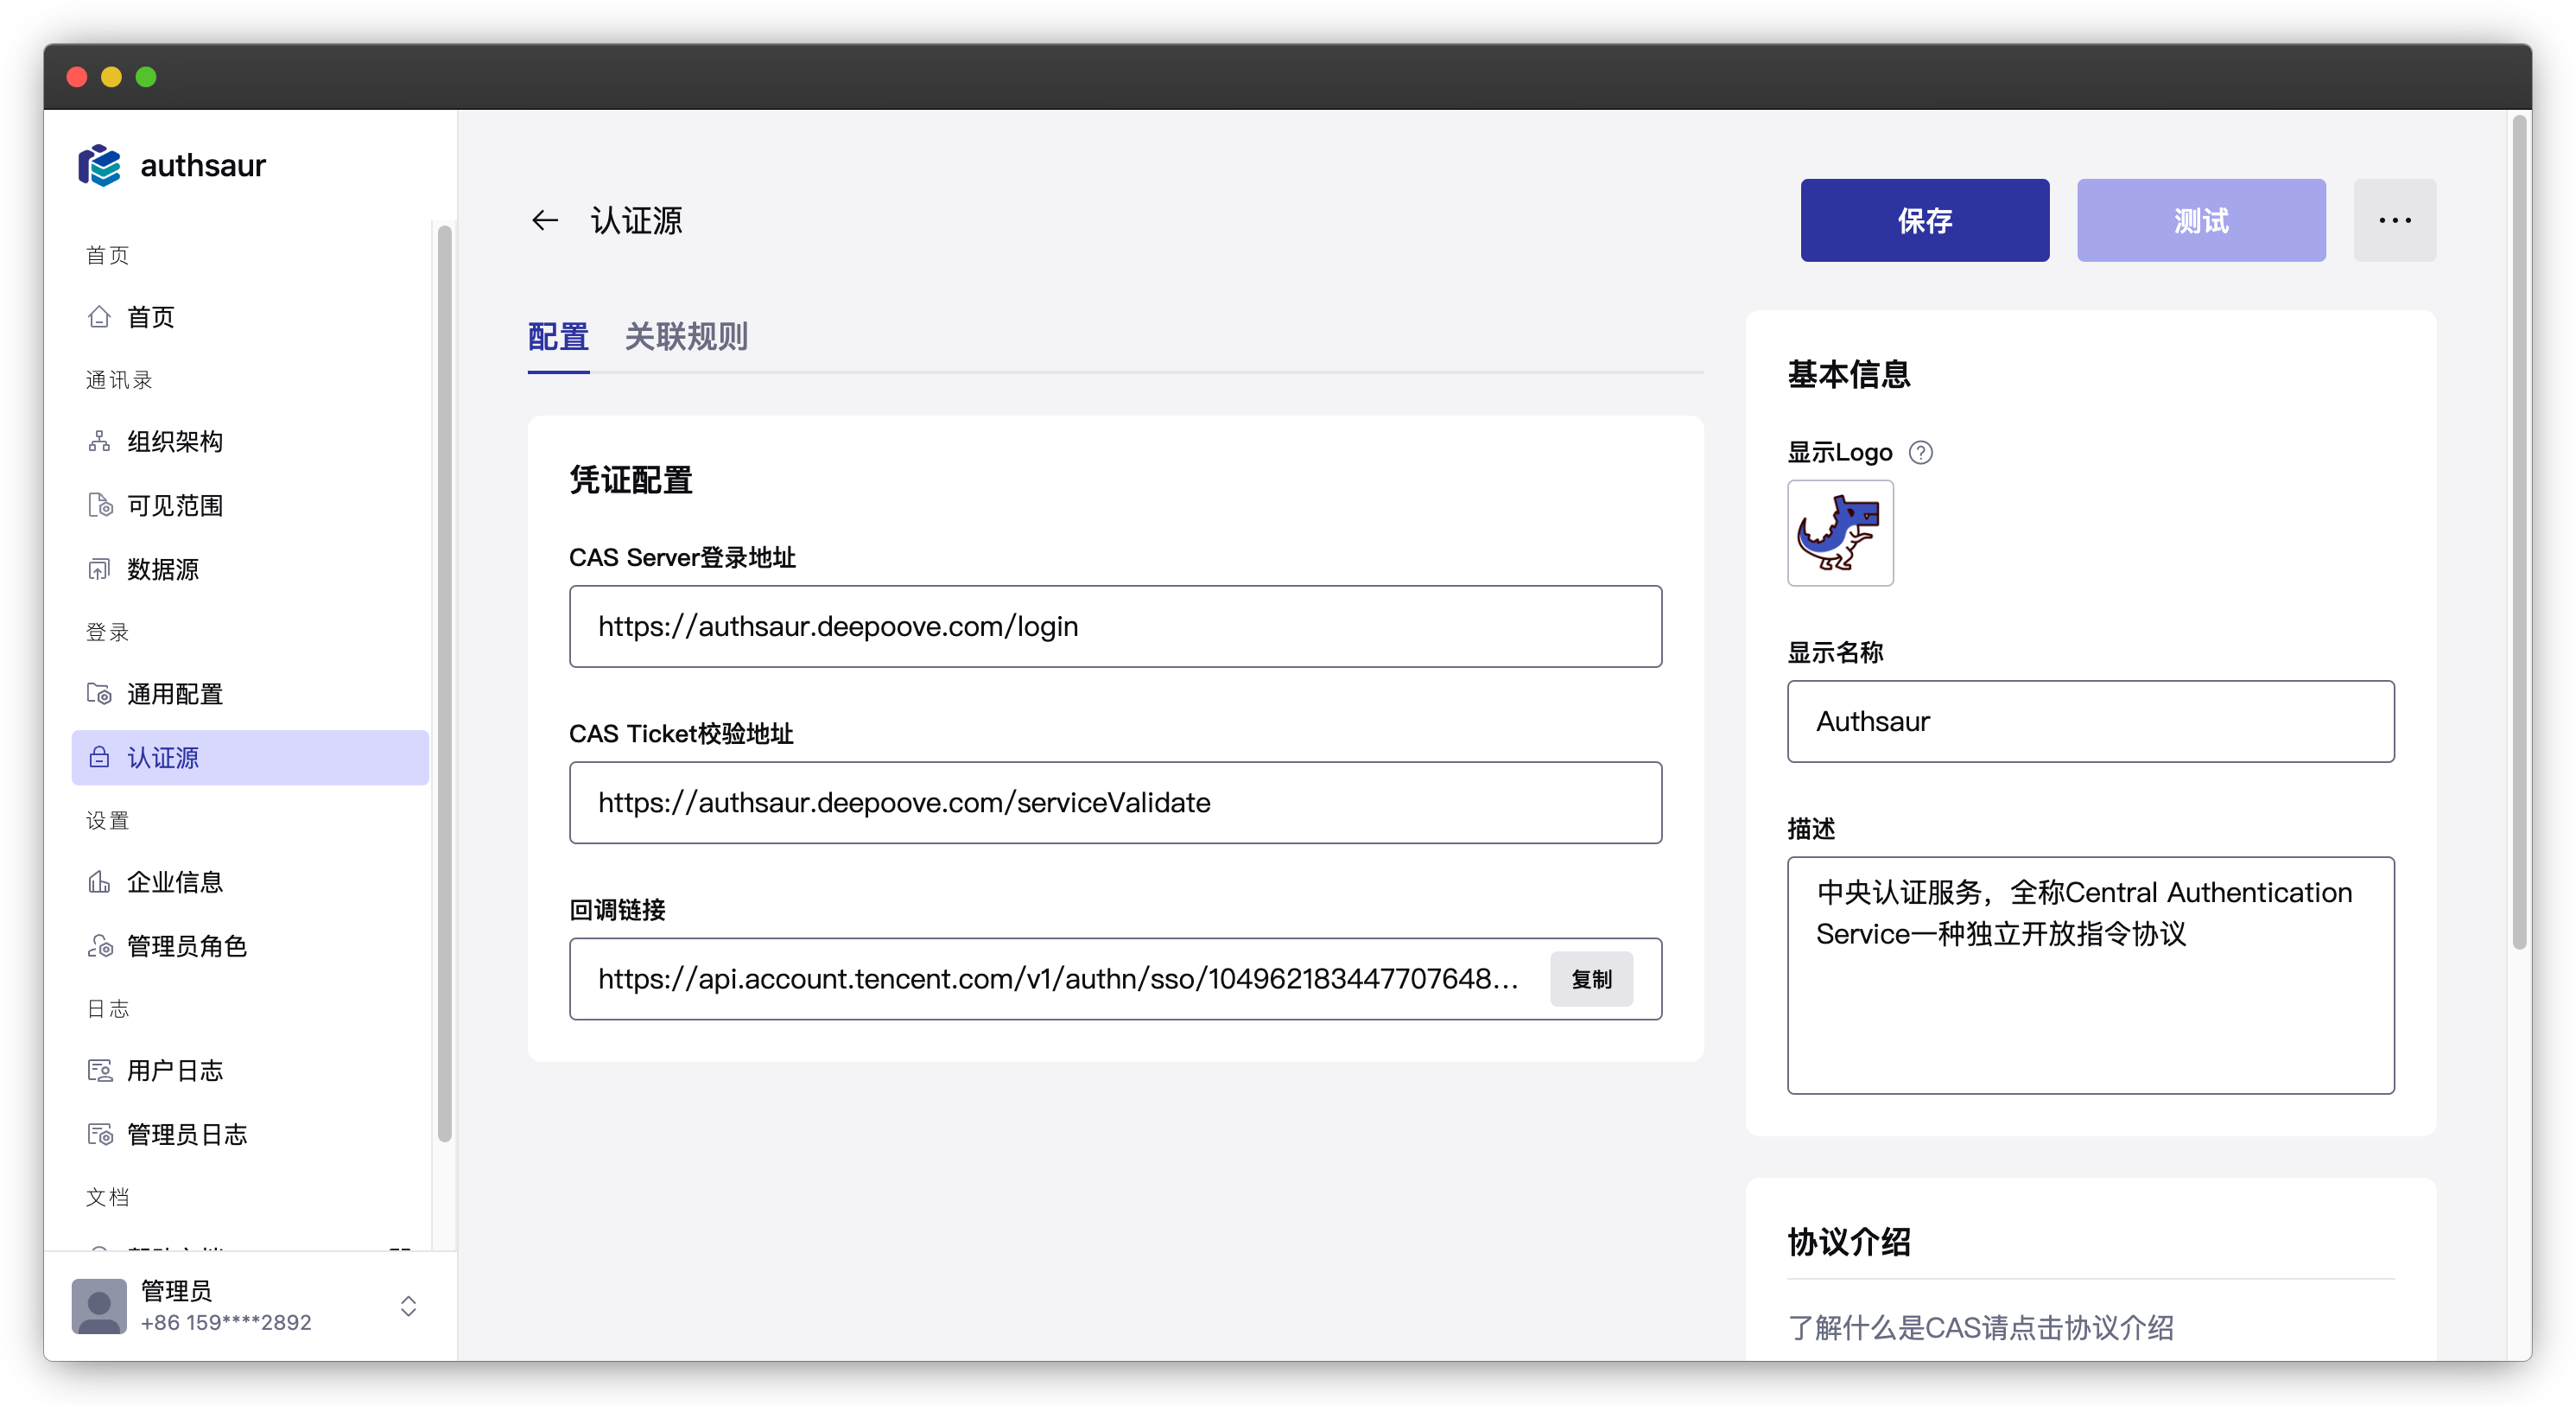 authsaur
首页
首页
通讯录
组织架构
可见范围
数据源
登录
通用配置
认证源
设置
企业信息
管理员角色
日志
用户日志
管理员日志
文档
管理员
+86 159****2892
认证源
保存
测试
配置
关联规则
凭证配置
CAS Server登录地址
https://authsaur.deepoove.com/login
CAS Ticket校验地址
https://authsaur.deepoove.com/serviceValidate
回调链接
https://api.account.tencent.com/v1/authn/sso/104962183447707648...
复制
基本信息
显示Logo
显示名称
Authsaur
描述
中央认证服务，全称Central Authentication
Service一种独立开放指令协议
协议介绍
了解什么是CAS请点击协议介绍